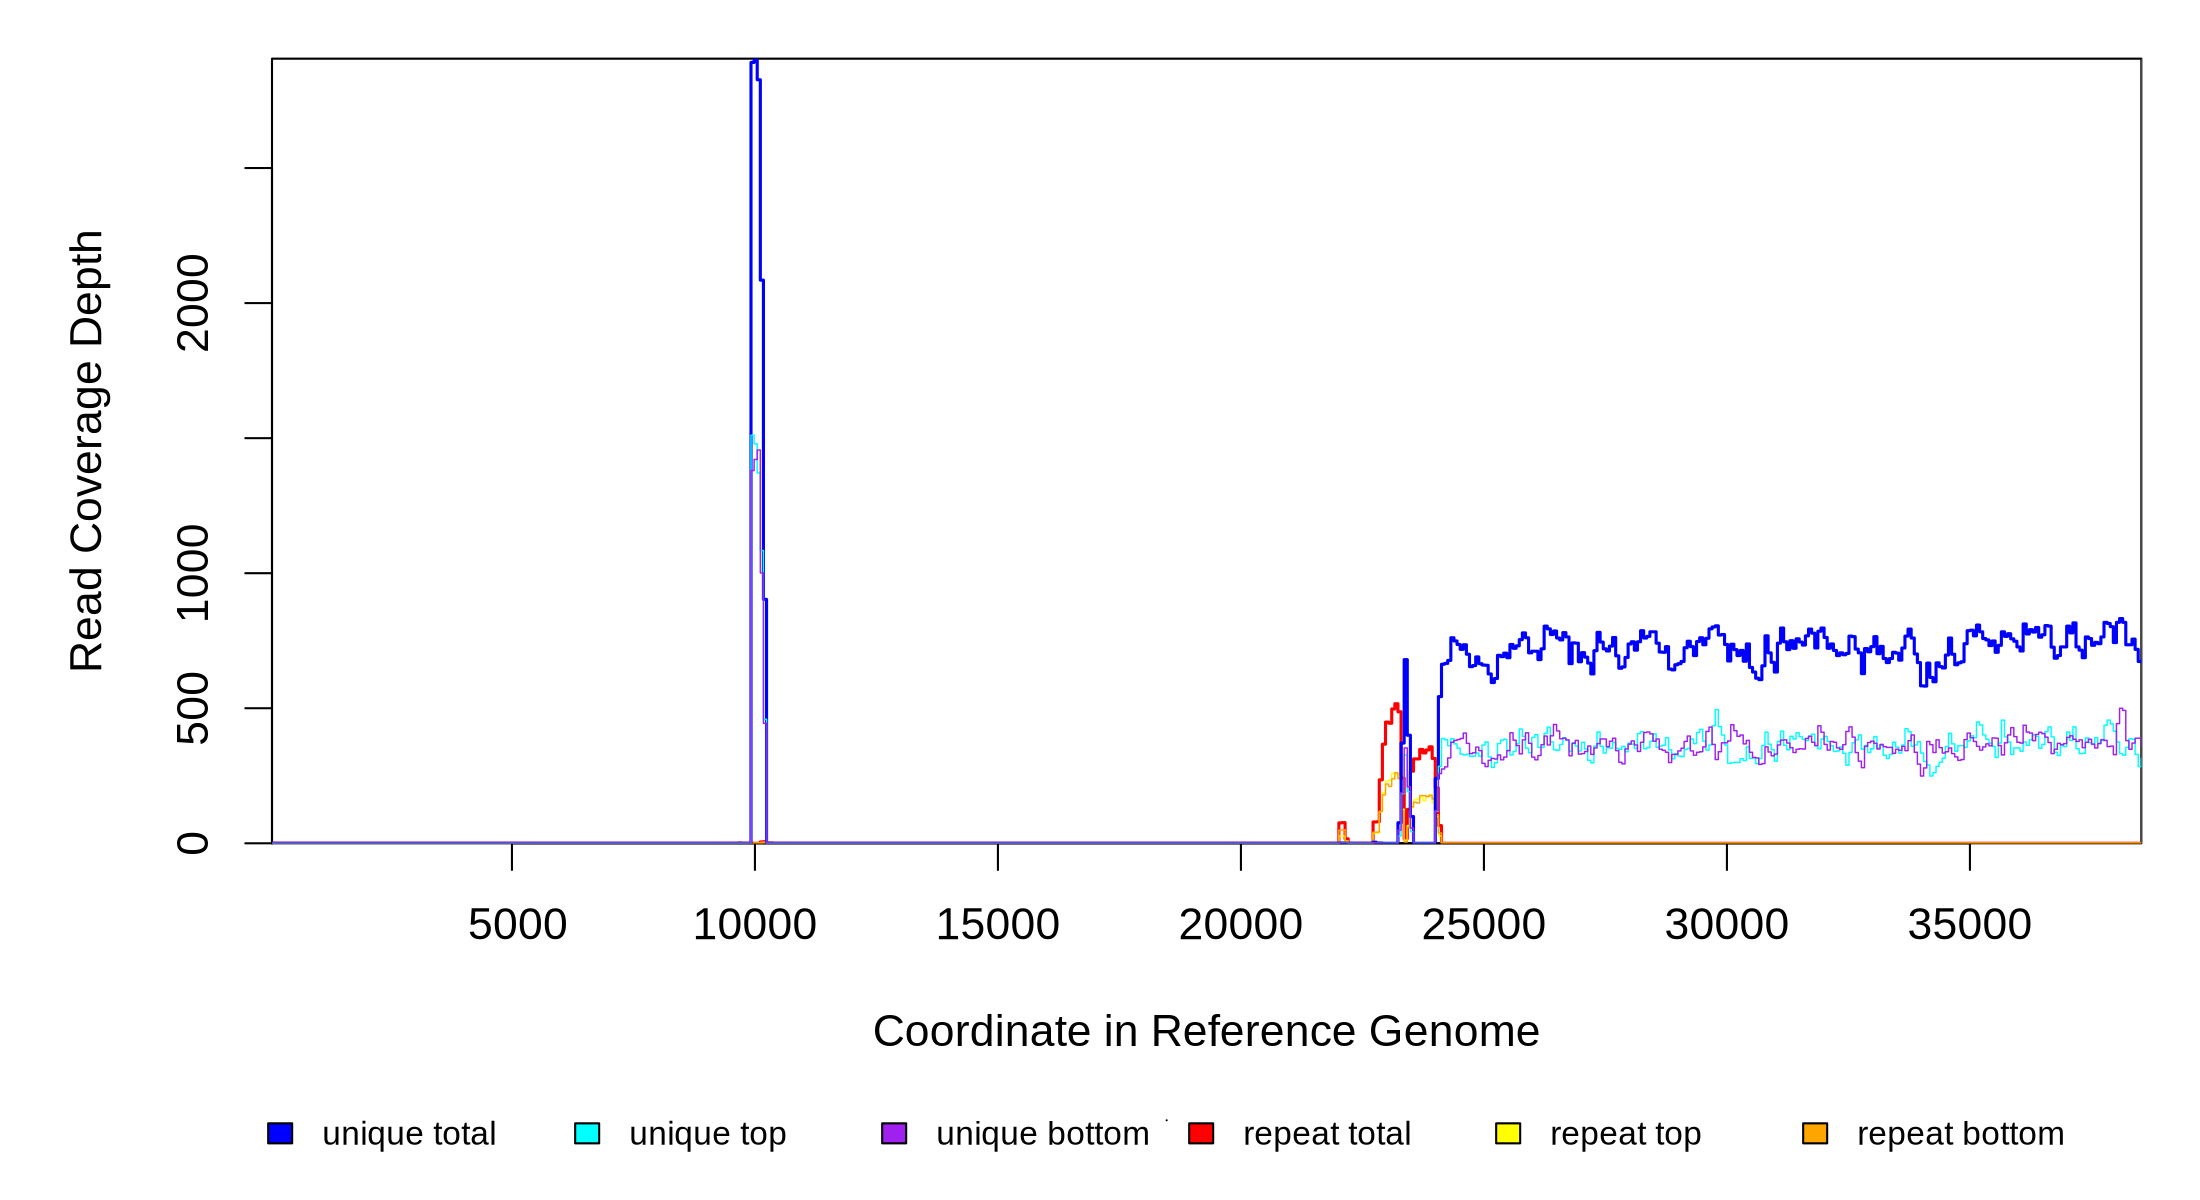 Read Coverage Depth
2000
1000
500
0
5000 10000 15000 20000 25000 30000 35000
Coordinate in Reference Genome
unique total unique top unique bottom repeat total repeat top repeat bottom